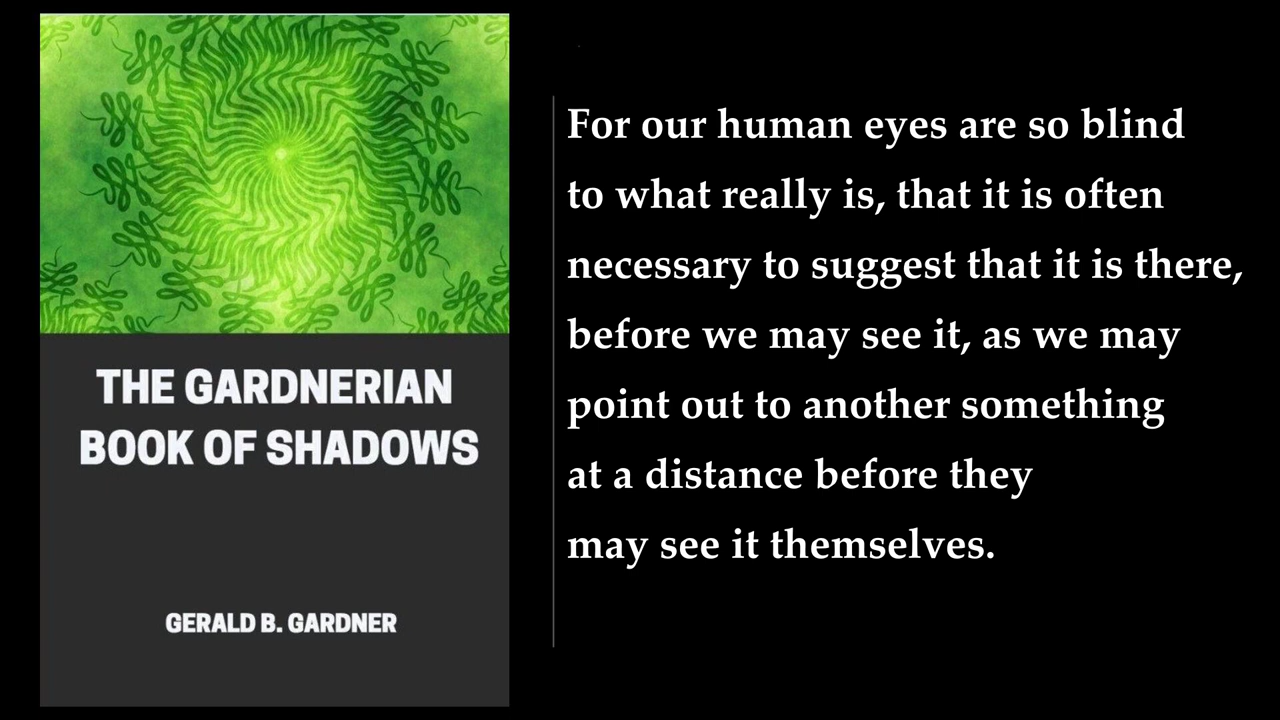 THE GARDNERIAN
BOOK OF SHADOWS
GERALD B. GARDNER
For our human eyes are so blind
to what really is, that it is often
necessary to suggest that it is there,
before we may see it, as we may
point out to another something
at a distance before they
may see it themselves.